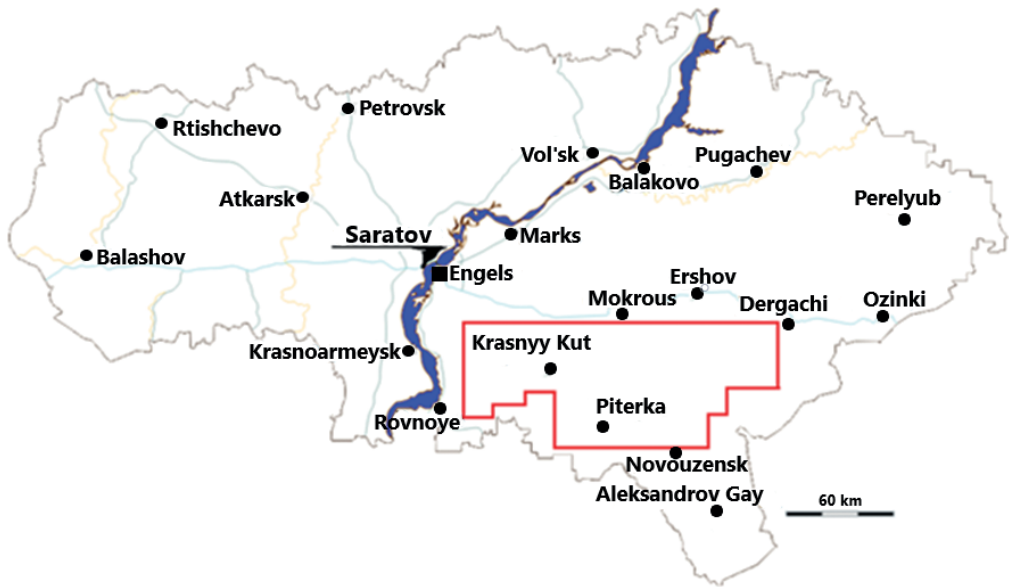 Petrovsk
Rtishchevo
Vol'sk
Pugachev
Balakovo
Atkarsk
Perelyub
Saratov
Marks
Balashov
Engels
Ershov
Mokrous
Dergachi
Ozinki
Krasnyy Kut
Krasnoarmeysk
Piterka
Rovnoye
Novouzensk
Aleksandrov Gay
60 km